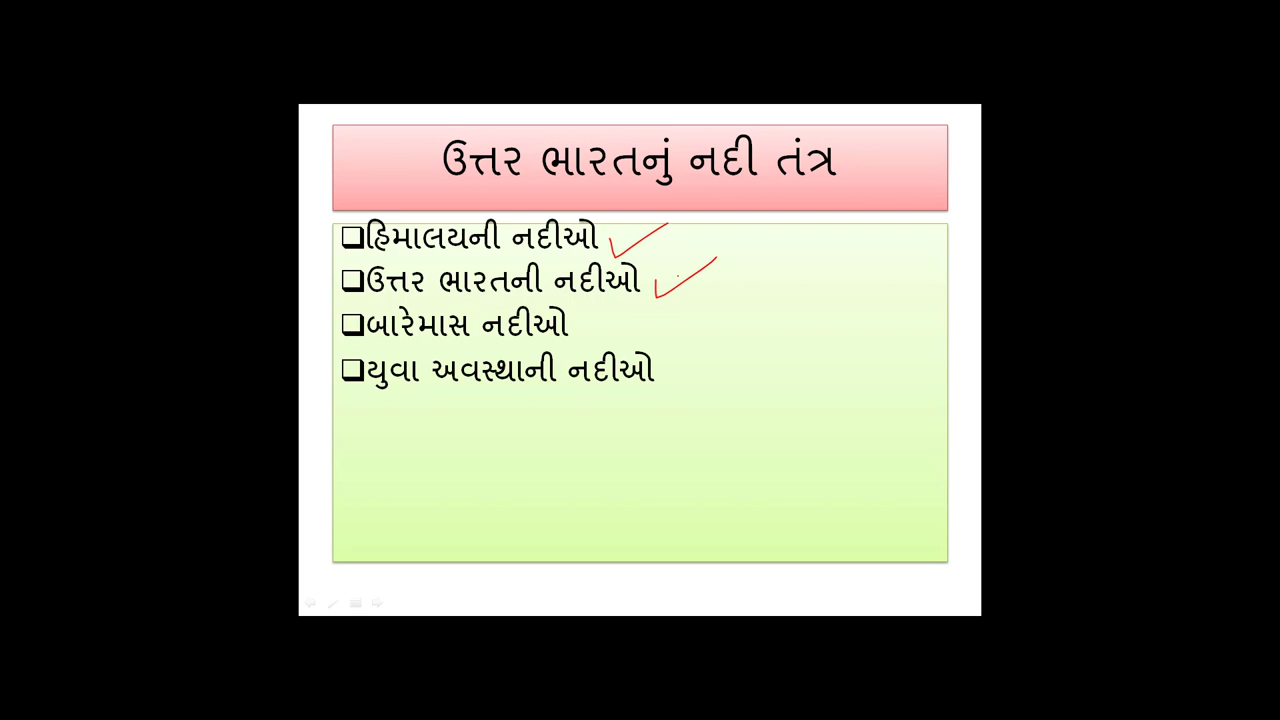 ઉત્તર ભારતનું નદી તંત્ર
હિમાલયની નદીઓ
ઉત્તર ભારતની નદીઓ
બારેમાસ નદીઓ
યુવા અવસ્થાની નદીઓ